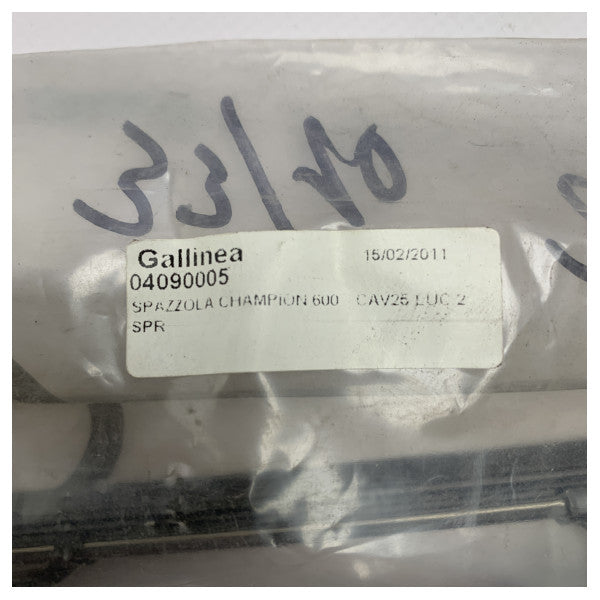 Gallinea 15/02/2011
04090005
SPAZZOLA CHAMPION 600 CAV25 LUC 2
SPR